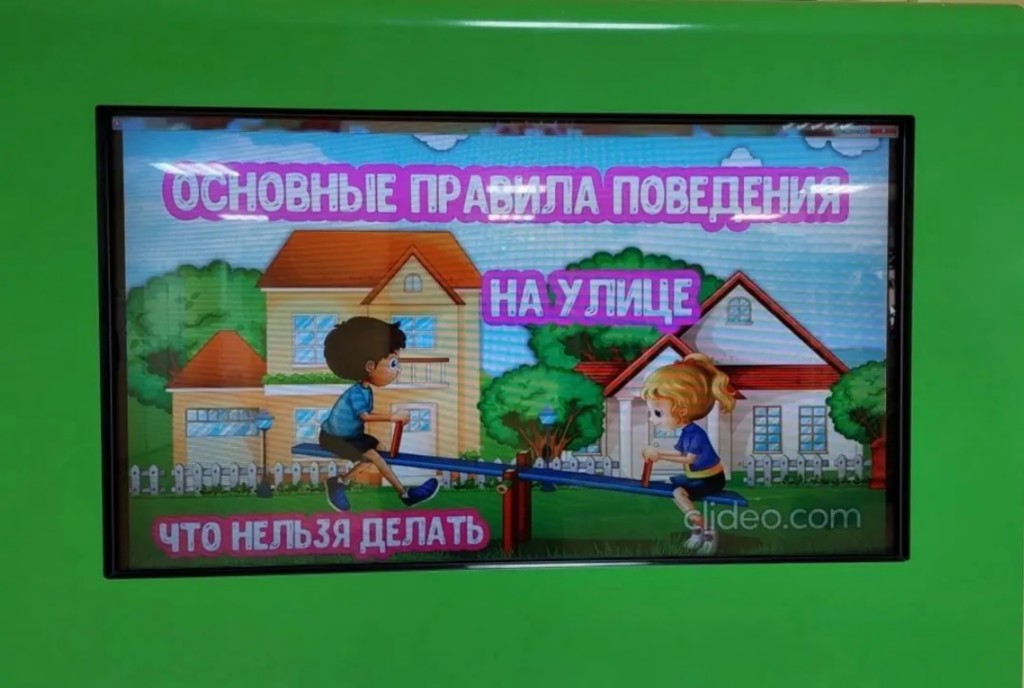 ОСНОВНЫЕ ПРАВИЛА ПОВЕДЕНИЯ
НА УЛИЦЕ
ЧТО НЕЛЬЗЯ ДЕЛАТЬ
clideo.com